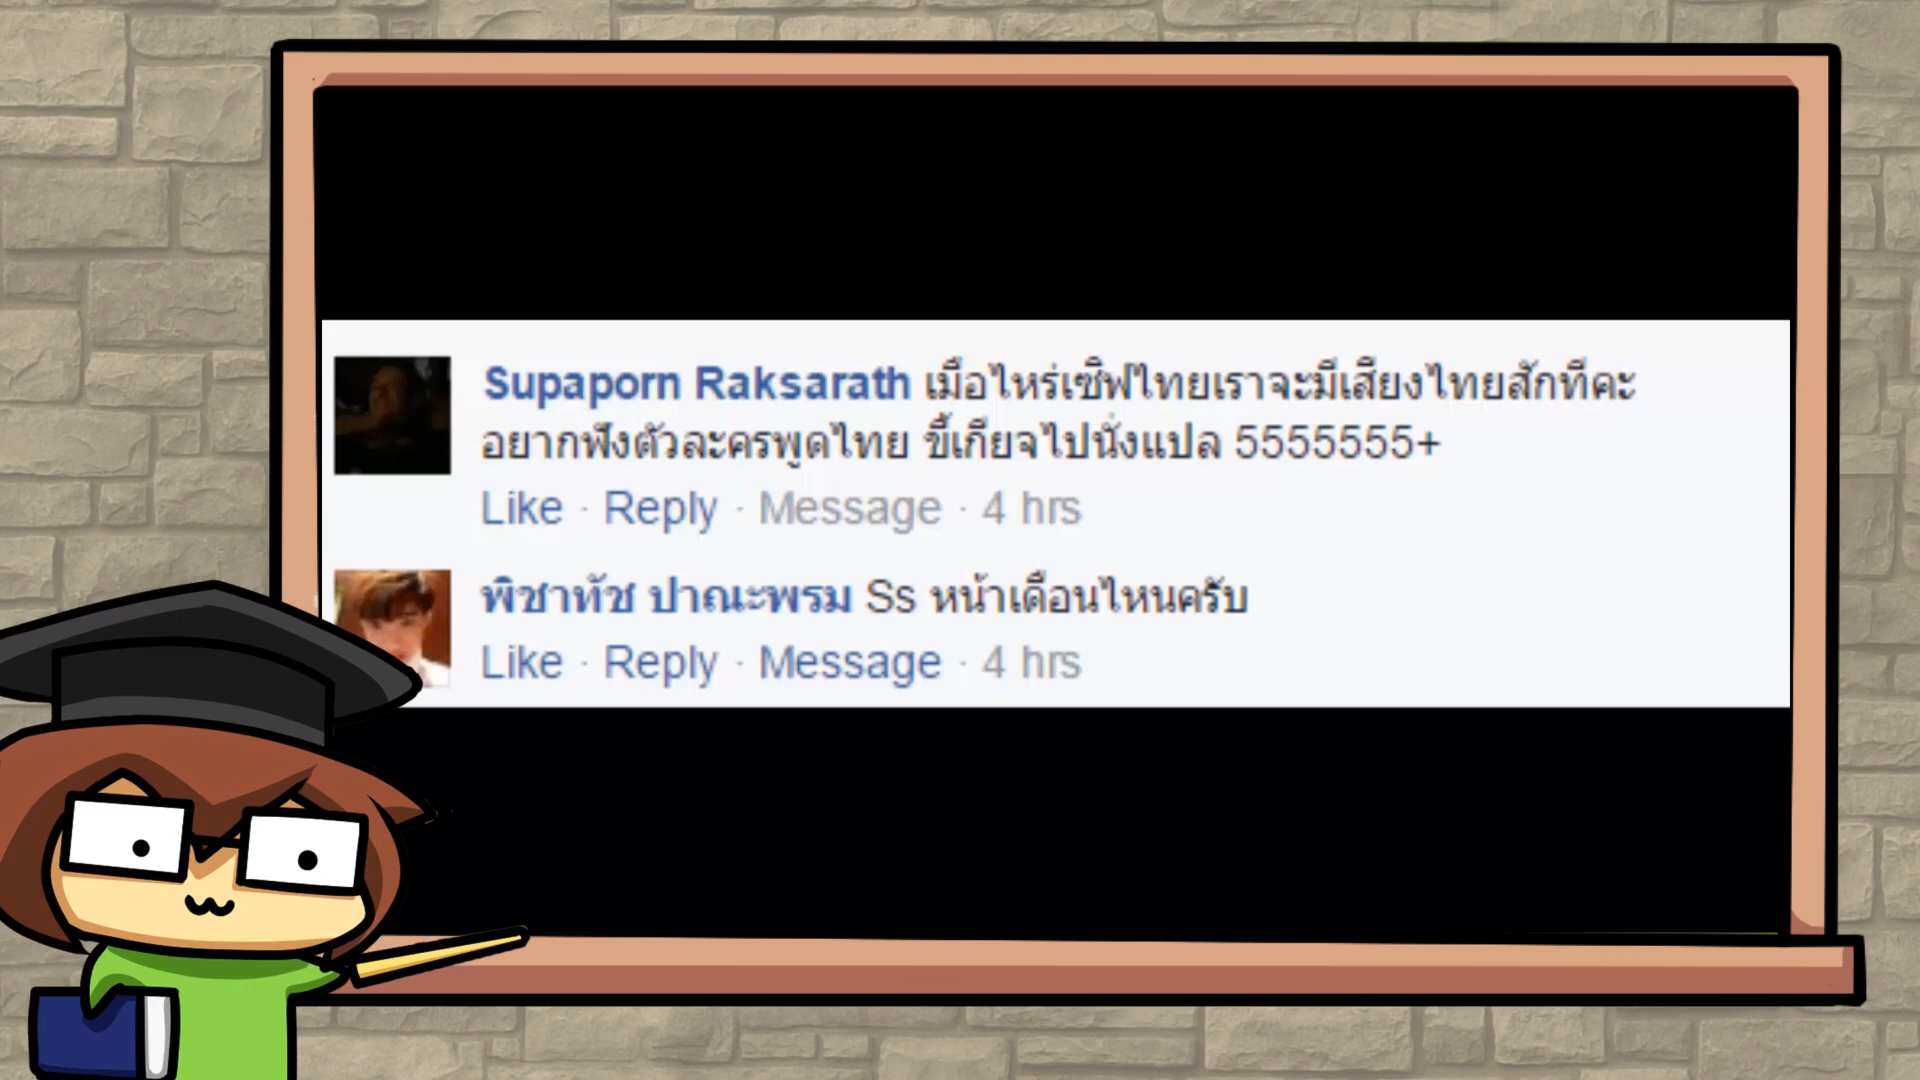 Supaporn Raksarath เมื่อไหร่เซิฟไทยเราจะมีเสียงไทยสักทีคะ
อยากฟังตัวละครพูดไทย ขี้เกียจไปนั่งแปล 5555555+
Like · Reply · Message · 4 hrs
พิชาทัช ปาณะพรม Ss หน้าเดือนไหนครับ
Like · Reply · Message · 4 hrs